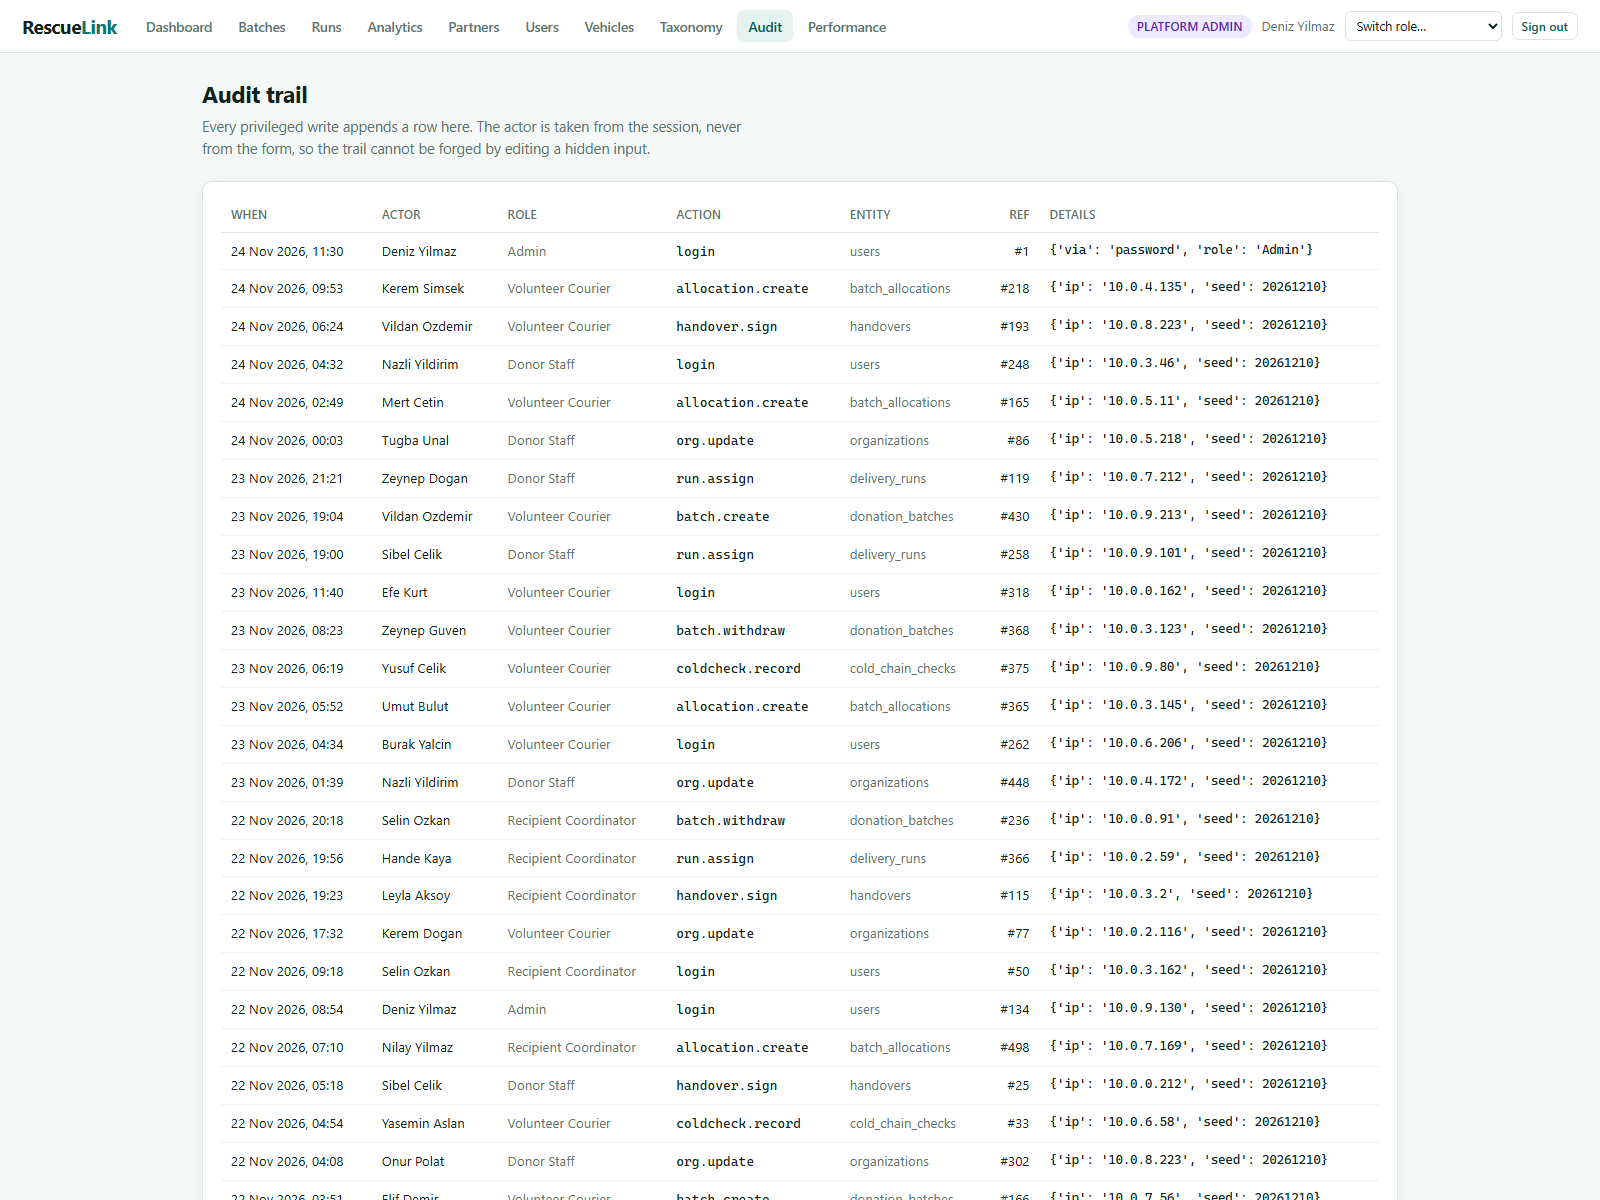 RescueLink Dashboard Batches Runs Analytics Partners Users Vehicles Taxonomy Audit Performance PLATFORM ADMIN Deniz Yilmaz Switch role... Sign out
Audit trail
Every privileged write appends a row here. The actor is taken from the session, never
from the form, so the trail cannot be forged by editing a hidden input.
WHEN ACTOR ROLE ACTION ENTITY REF DETAILS
24 Nov 2026, 11:30 Deniz Yilmaz Admin login users #1 {'via': 'password', 'role': 'Admin'}
24 Nov 2026, 09:53 Kerem Simsek Volunteer Courier allocation.create batch_allocations #218 {'ip': '10.0.4.135', 'seed': 20261210}
24 Nov 2026, 06:24 Vildan Ozdemir Volunteer Courier handover.sign handovers #193 {'ip': '10.0.8.223', 'seed': 20261210}
24 Nov 2026, 04:32 Nazli Yildirim Donor Staff login users #248 {'ip': '10.0.3.46', 'seed': 20261210}
24 Nov 2026, 02:49 Mert Cetin Volunteer Courier allocation.create batch_allocations #165 {'ip': '10.0.5.11', 'seed': 20261210}
24 Nov 2026, 00:03 Tugba Unal Donor Staff org.update organizations #86 {'ip': '10.0.5.218', 'seed': 20261210}
23 Nov 2026, 21:21 Zeynep Dogan Donor Staff run.assign delivery_runs #119 {'ip': '10.0.7.212', 'seed': 20261210}
23 Nov 2026, 19:04 Vildan Ozdemir Volunteer Courier batch.create donation_batches #430 {'ip': '10.0.9.213', 'seed': 20261210}
23 Nov 2026, 19:00 Sibel Celik Donor Staff run.assign delivery_runs #258 {'ip': '10.0.9.101', 'seed': 20261210}
23 Nov 2026, 11:40 Efe Kurt Volunteer Courier login users #318 {'ip': '10.0.0.162', 'seed': 20261210}
23 Nov 2026, 08:23 Zeynep Guven Volunteer Courier batch.withdraw donation_batches #368 {'ip': '10.0.3.123', 'seed': 20261210}
23 Nov 2026, 06:19 Yusuf Celik Volunteer Courier coldcheck.record cold_chain_checks #375 {'ip': '10.0.9.80', 'seed': 20261210}
23 Nov 2026, 05:52 Umut Bulut Volunteer Courier allocation.create batch_allocations #365 {'ip': '10.0.3.145', 'seed': 20261210}
23 Nov 2026, 04:34 Burak Yalcin Volunteer Courier login users #262 {'ip': '10.0.6.206', 'seed': 20261210}
23 Nov 2026, 01:39 Nazli Yildirim Donor Staff org.update organizations #448 {'ip': '10.0.4.172', 'seed': 20261210}
22 Nov 2026, 20:18 Selin Ozkan Recipient Coordinator batch.withdraw donation_batches #236 {'ip': '10.0.0.91', 'seed': 20261210}
22 Nov 2026, 19:56 Hande Kaya Recipient Coordinator run.assign delivery_runs #366 {'ip': '10.0.2.59', 'seed': 20261210}
22 Nov 2026, 19:23 Leyla Aksoy Recipient Coordinator handover.sign handovers #115 {'ip': '10.0.3.2', 'seed': 20261210}
22 Nov 2026, 17:32 Kerem Dogan Volunteer Courier org.update organizations #77 {'ip': '10.0.2.116', 'seed': 20261210}
22 Nov 2026, 09:18 Selin Ozkan Recipient Coordinator login users #50 {'ip': '10.0.3.162', 'seed': 20261210}
22 Nov 2026, 08:54 Deniz Yilmaz Admin login users #134 {'ip': '10.0.9.130', 'seed': 20261210}
22 Nov 2026, 07:10 Nilay Yilmaz Recipient Coordinator allocation.create batch_allocations #498 {'ip': '10.0.7.169', 'seed': 20261210}
22 Nov 2026, 05:18 Sibel Celik Donor Staff handover.sign handovers #25 {'ip': '10.0.0.212', 'seed': 20261210}
22 Nov 2026, 04:54 Yasemin Aslan Volunteer Courier coldcheck.record cold_chain_checks #33 {'ip': '10.0.6.58', 'seed': 20261210}
22 Nov 2026, 04:08 Onur Polat Donor Staff org.update organizations #302 {'ip': '10.0.8.223', 'seed': 20261210}
22 Nov 2026, 03:51 Elif Demir Volunteer Courier batch.create donation_batches #166 {'ip': '10.0.7.56', 'seed': 20261210}